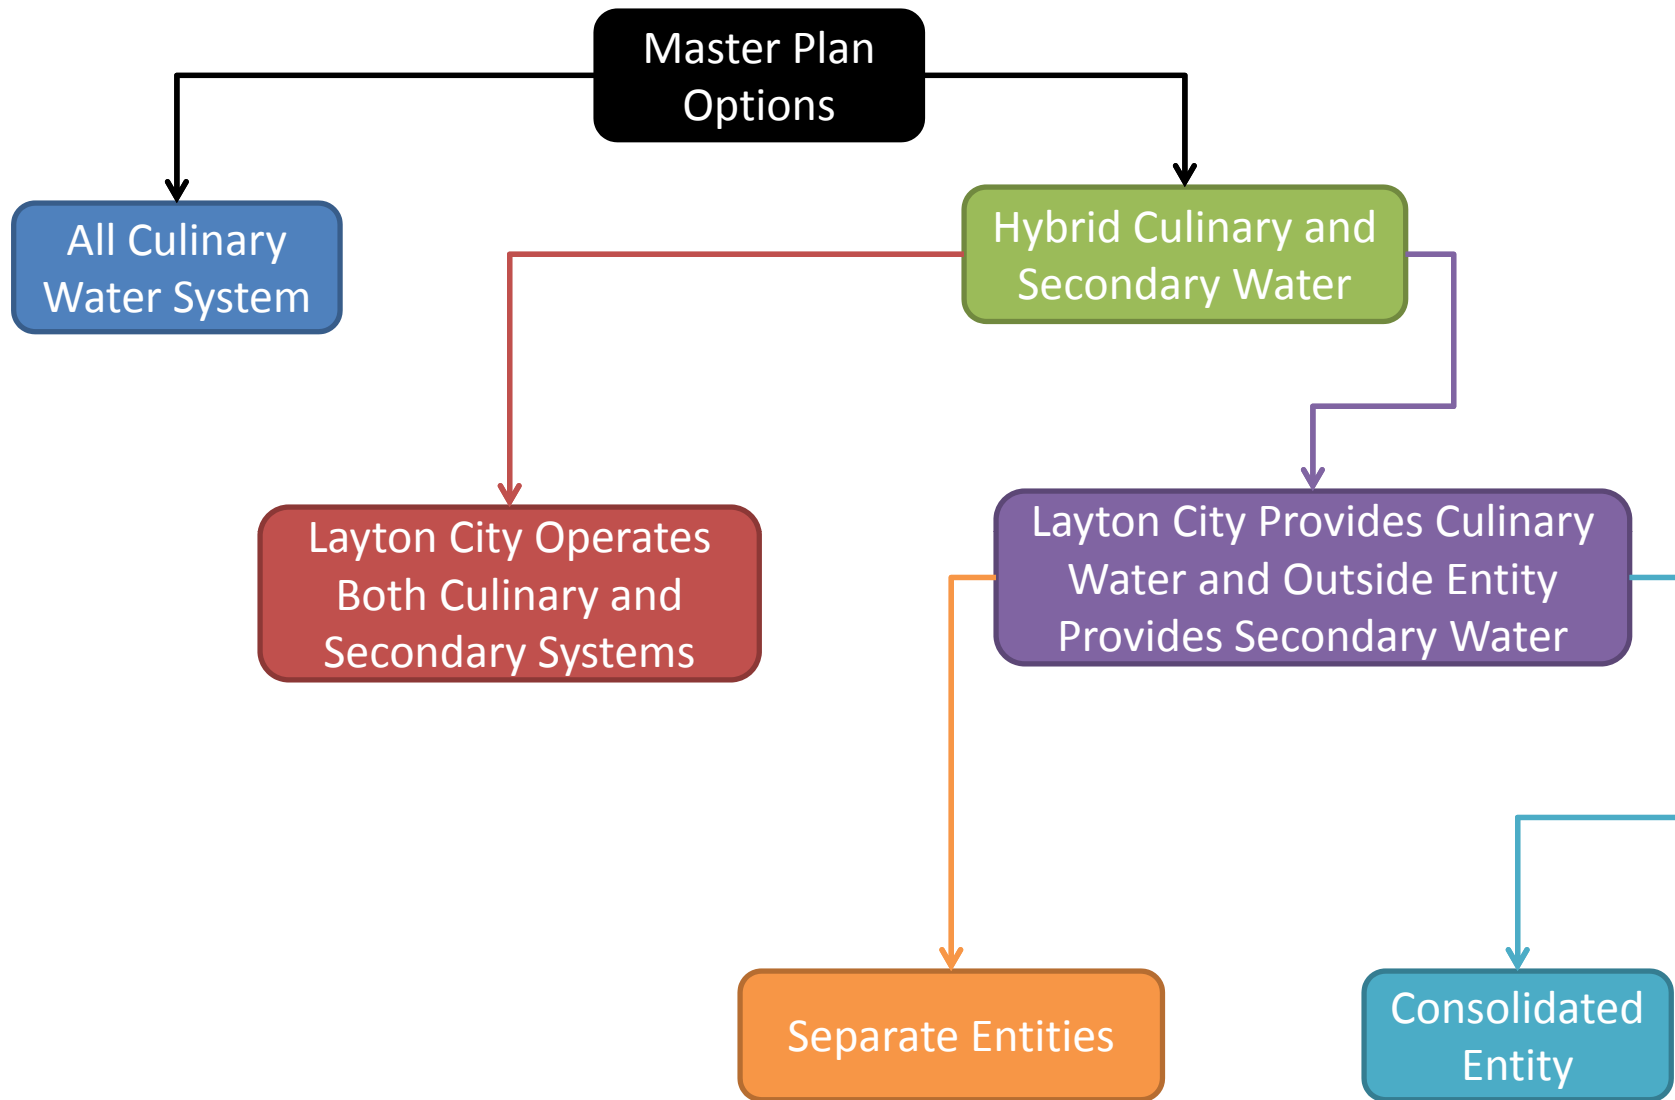 Master Plan
Options
All Culinary
Water System
Hybrid Culinary and
Secondary Water
Layton City Operates
Both Culinary and
Secondary Systems
Layton City Provides Culinary
Water and Outside Entity
Provides Secondary Water
Separate Entities
Consolidated
Entity